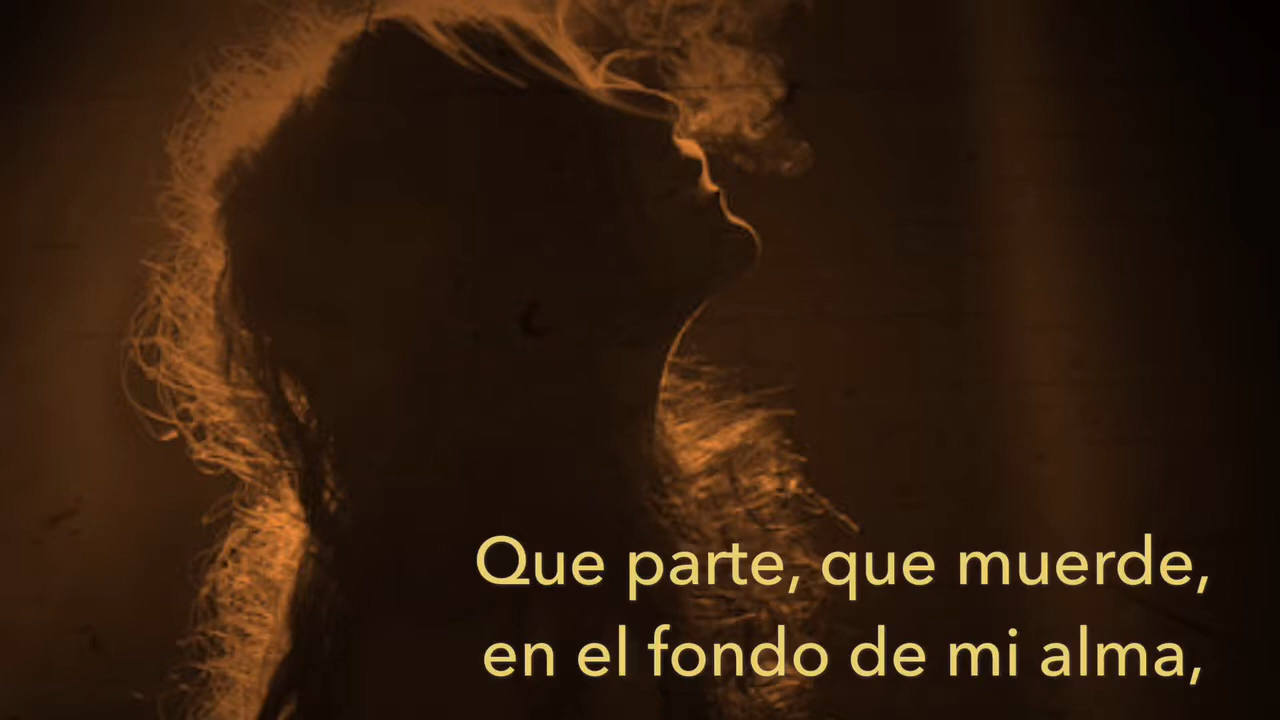 Que parte, que muerde,
en el fondo de mi alma,